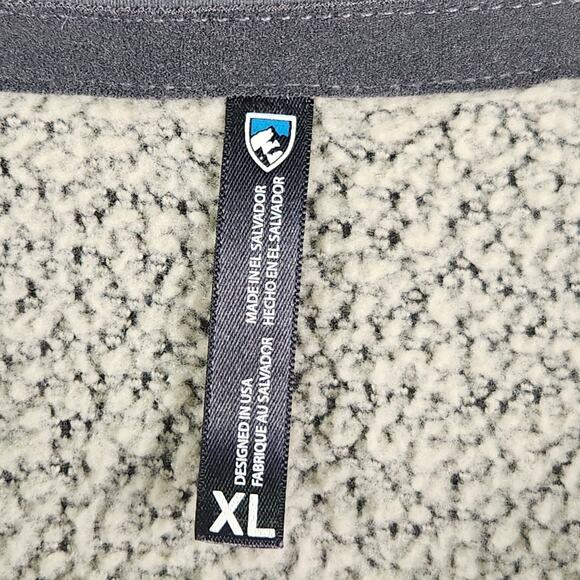 MADE IN EL SALVADOR
HECHO EN EL SALVADOR
DESIGNED IN USA
FABRIQUE AU SALVADOR
XL